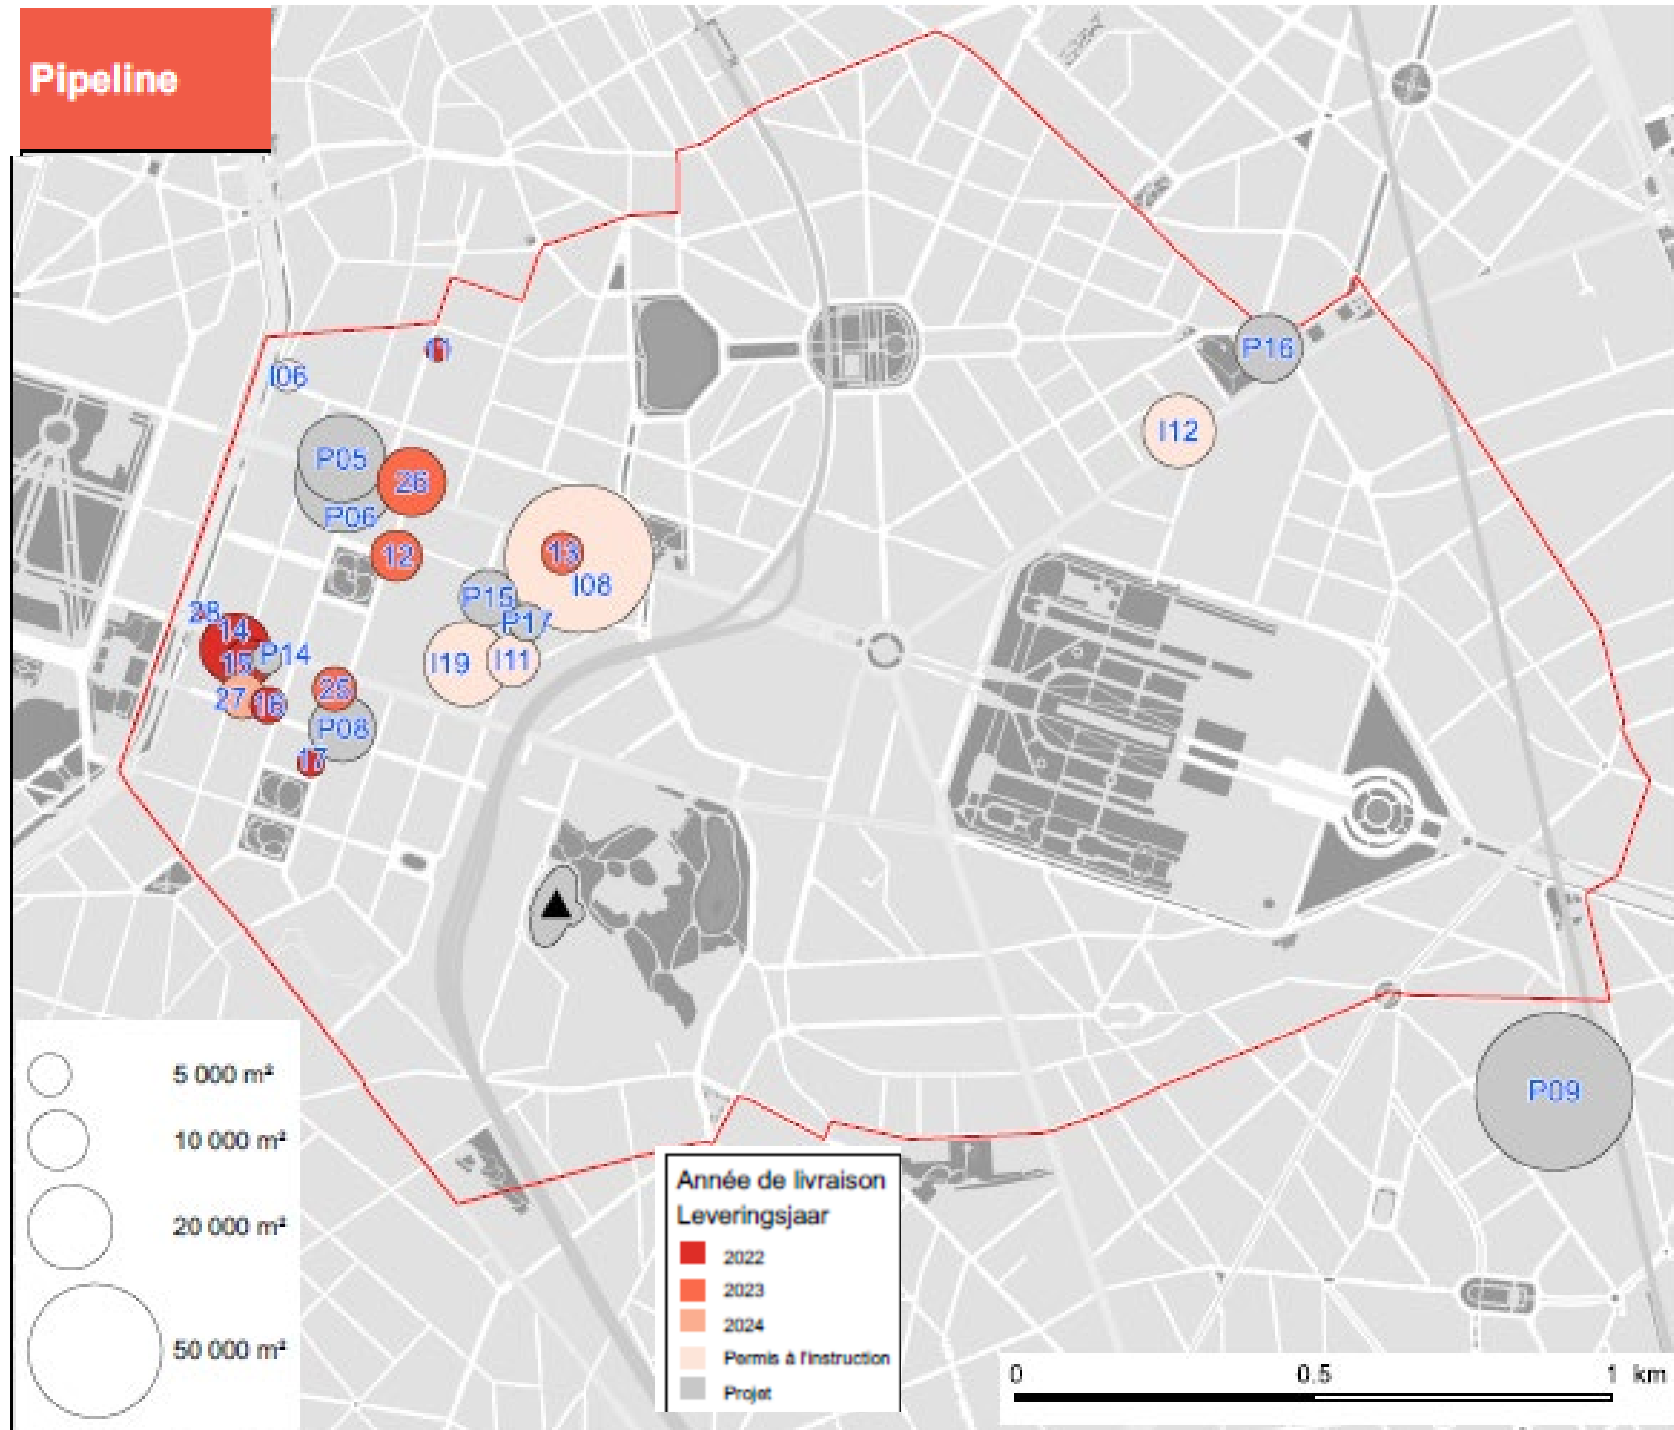 Pipeline
11
I06
P16
I12
P05
26
P06
12
13
I08
P15
P17
28
14
15
P14
I19
I11
25
27
16
P08
17
P09
5 000 m²
10 000 m²
20 000 m²
50 000 m²
Année de livraison
Leveringsjaar
2022
2023
2024
Permis à l'instruction
Projet
0 0.5 1 km